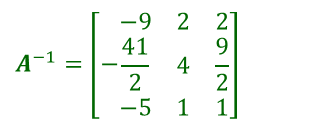 A⁻¹ = [ -9 2 2
-41/2 4 9/2
-5 1 1 ]